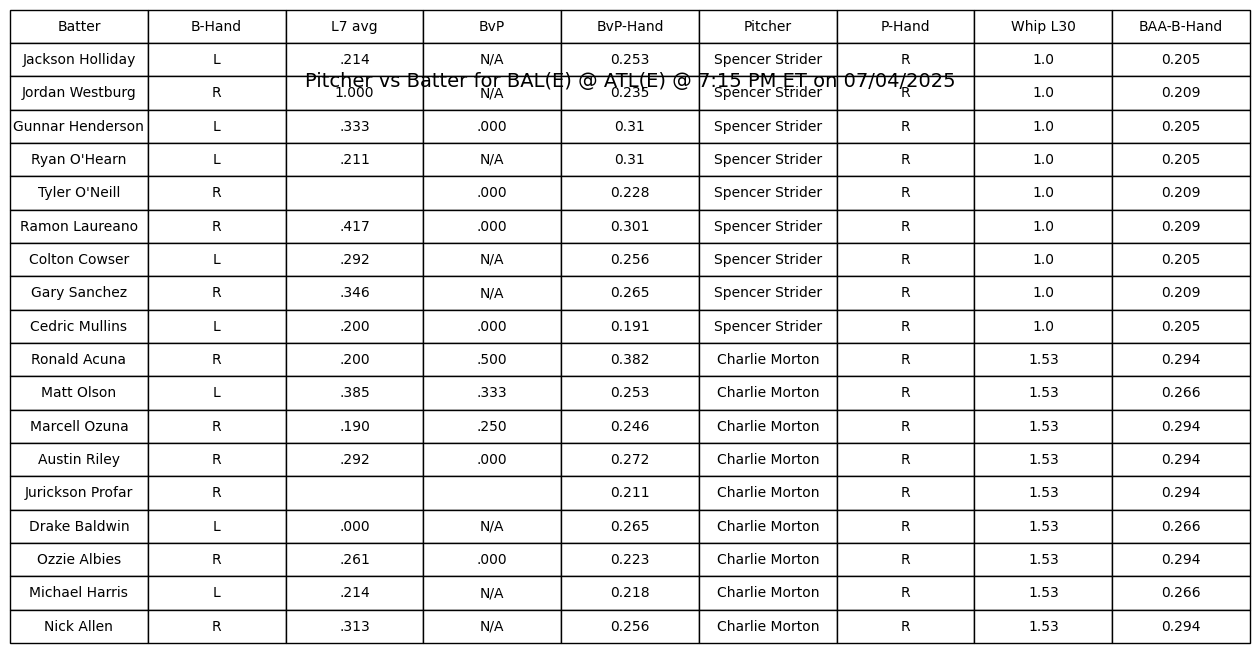 Batter B-Hand L7 avg BvP BvP-Hand Pitcher P-Hand Whip L30 BAA-B-Hand
Jackson Holliday L .214 N/A 0.253 Spencer Strider R 1.0 0.205
Pitcher vs Batter for BAL(E) @ ATL(E) @ 7:15 PM ET on 07/04/2025
Jordan Westburg R 1.000 N/A 0.235 Spencer Strider R 1.0 0.209
Gunnar Henderson L .333 .000 0.31 Spencer Strider R 1.0 0.205
Ryan O'Hearn L .211 N/A 0.31 Spencer Strider R 1.0 0.205
Tyler O'Neill R .000 0.228 Spencer Strider R 1.0 0.209
Ramon Laureano R .417 .000 0.301 Spencer Strider R 1.0 0.209
Colton Cowser L .292 N/A 0.256 Spencer Strider R 1.0 0.205
Gary Sanchez R .346 N/A 0.265 Spencer Strider R 1.0 0.209
Cedric Mullins L .200 .000 0.191 Spencer Strider R 1.0 0.205
Ronald Acuna R .200 .500 0.382 Charlie Morton R 1.53 0.294
Matt Olson L .385 .333 0.253 Charlie Morton R 1.53 0.266
Marcell Ozuna R .190 .250 0.246 Charlie Morton R 1.53 0.294
Austin Riley R .292 .000 0.272 Charlie Morton R 1.53 0.294
Jurickson Profar R 0.211 Charlie Morton R 1.53 0.294
Drake Baldwin L .000 N/A 0.265 Charlie Morton R 1.53 0.266
Ozzie Albies R .261 .000 0.223 Charlie Morton R 1.53 0.294
Michael Harris L .214 N/A 0.218 Charlie Morton R 1.53 0.266
Nick Allen R .313 N/A 0.256 Charlie Morton R 1.53 0.294